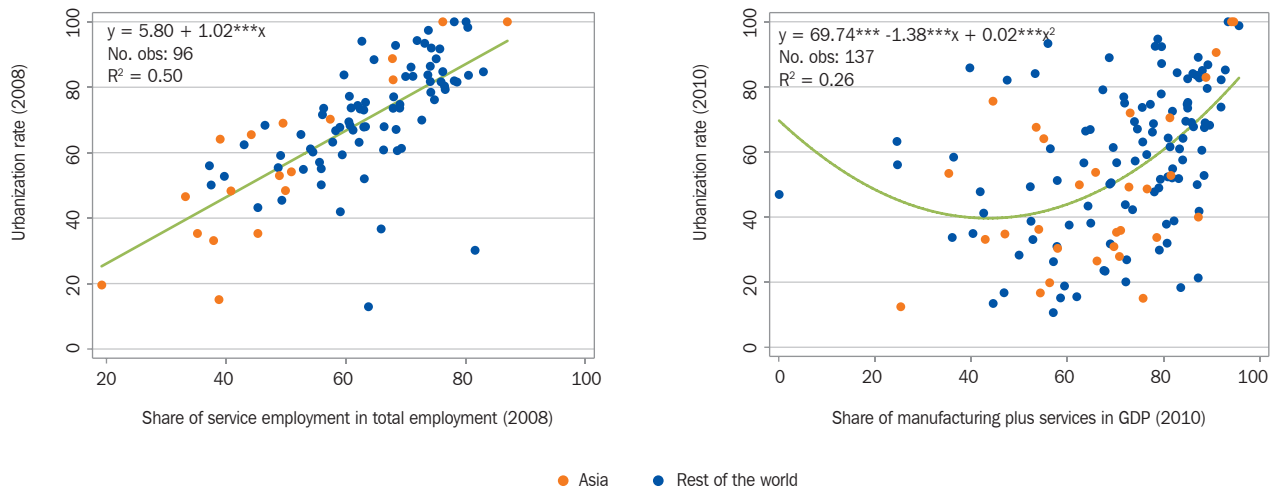 y = 5.80 + 1.02***x
No. obs: 96
R² = 0.50
Urbanization rate (2008)
100
80
60
40
20
0
20 40 60 80 100
Share of service employment in total employment (2008)
y = 69.74*** -1.38***x + 0.02***x²
No. obs: 137
R² = 0.26
Urbanization rate (2010)
100
80
60
40
20
0
0 20 40 60 80 100
Share of manufacturing plus services in GDP (2010)
Asia Rest of the world